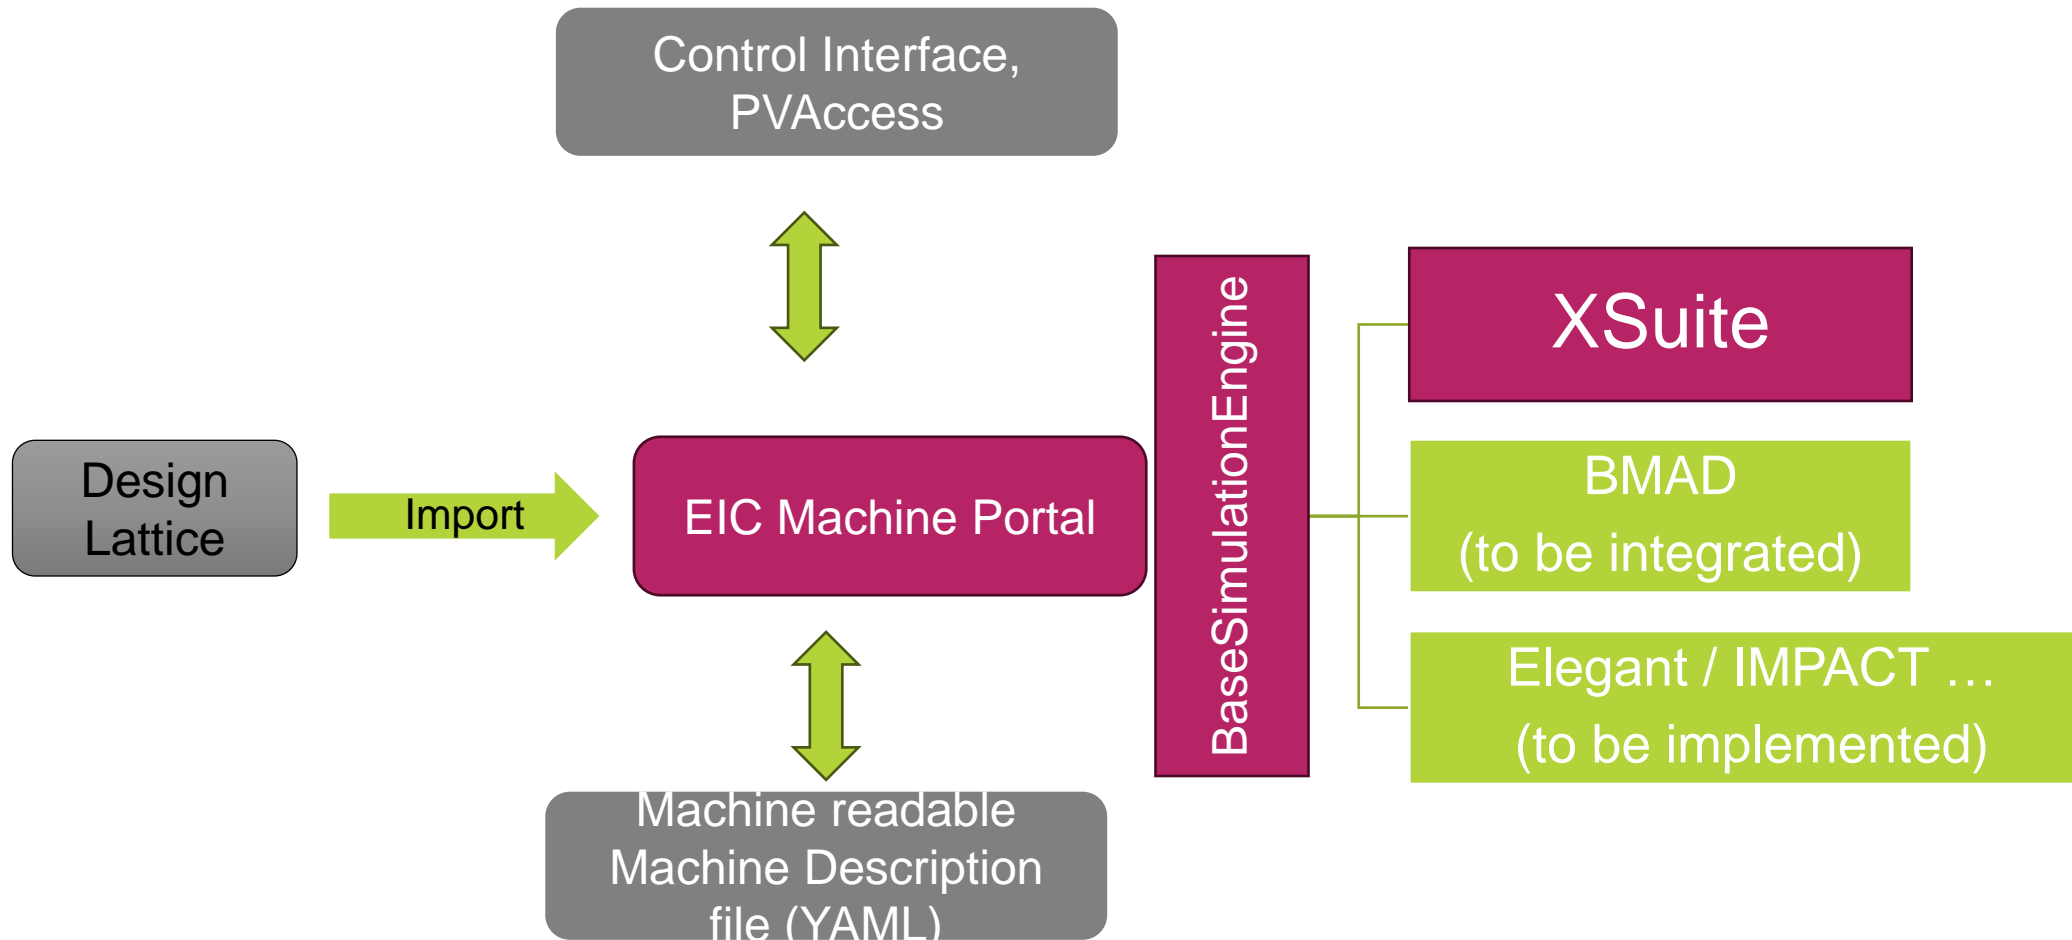 Control Interface,
PVAccess
Design
Lattice
Import
EIC Machine Portal
BaseSimulationEngine
XSuite
BMAD
(to be integrated)
Elegant / IMPACT …
(to be implemented)
Machine readable
Machine Description
file (YAML)